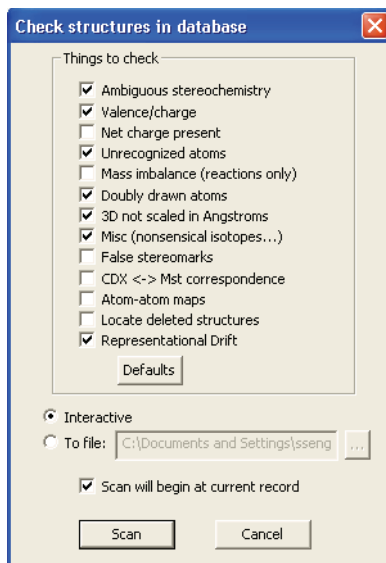 Check structures in database
Things to check
Ambiguous stereochemistry
Valence/charge
Net charge present
Unrecognized atoms
Mass imbalance (reactions only)
Doubly drawn atoms
3D not scaled in Angstroms
Misc (nonsensical isotopes...)
False stereomarks
CDX <-> Mst correspondence
Atom-atom maps
Locate deleted structures
Representational Drift
Defaults
Interactive
To file: C:\Documents and Settings\sseng ...
Scan will begin at current record
Scan Cancel